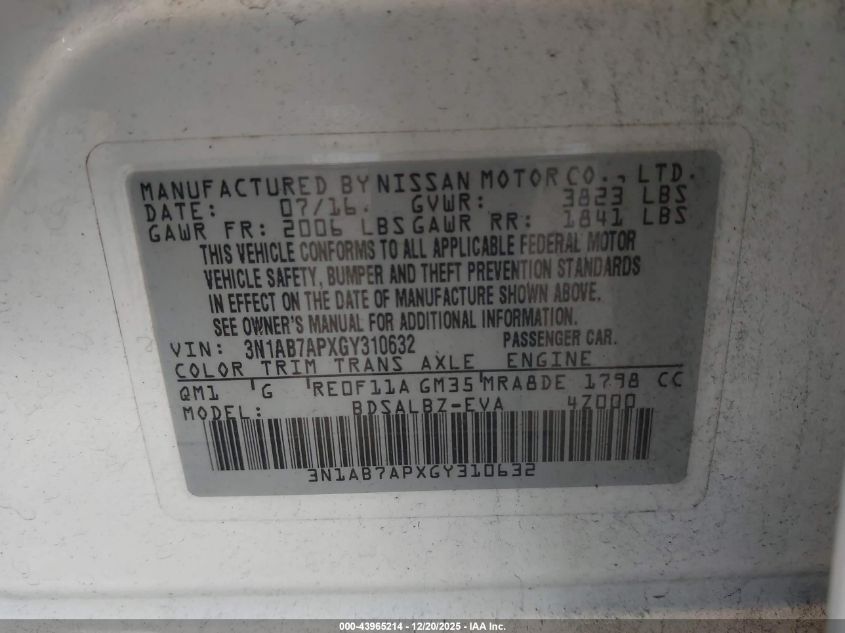 MANUFACTURED BY NISSAN MOTOR CO., LTD.
DATE: 07/16. GVWR: 3823 LBS
GAWR FR: 2006 LBS GAWR RR: 1841 LBS
THIS VEHICLE CONFORMS TO ALL APPLICABLE FEDERAL MOTOR
VEHICLE SAFETY, BUMPER AND THEFT PREVENTION STANDARDS
IN EFFECT ON THE DATE OF MANUFACTURE SHOWN ABOVE.
SEE OWNER'S MANUAL FOR ADDITIONAL INFORMATION.
VIN: 3N1AB7APXGY310632 PASSENGER CAR.
COLOR TRIM TRANS AXLE ENGINE
QM1 G RE0F11A GM35 MRA8DE 1798 CC
MODEL: BDSALBZ-EVA 4Z000
3N1AB7APXGY310632
000-43965214 - 12/20/2025 - IAA Inc.